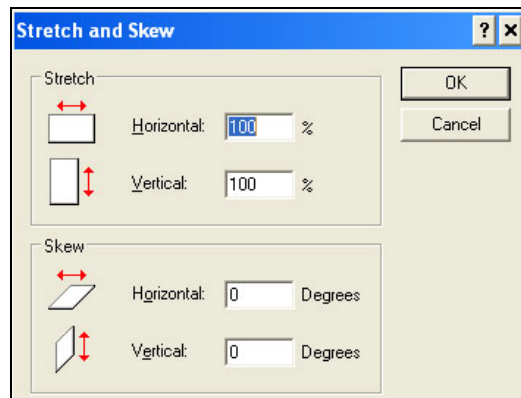 Stretch and Skew
? ×
Stretch
OK
Horizontal: 100 %
Cancel
Vertical: 100 %
Skew
Horizontal: 0 Degrees
Vertical: 0 Degrees